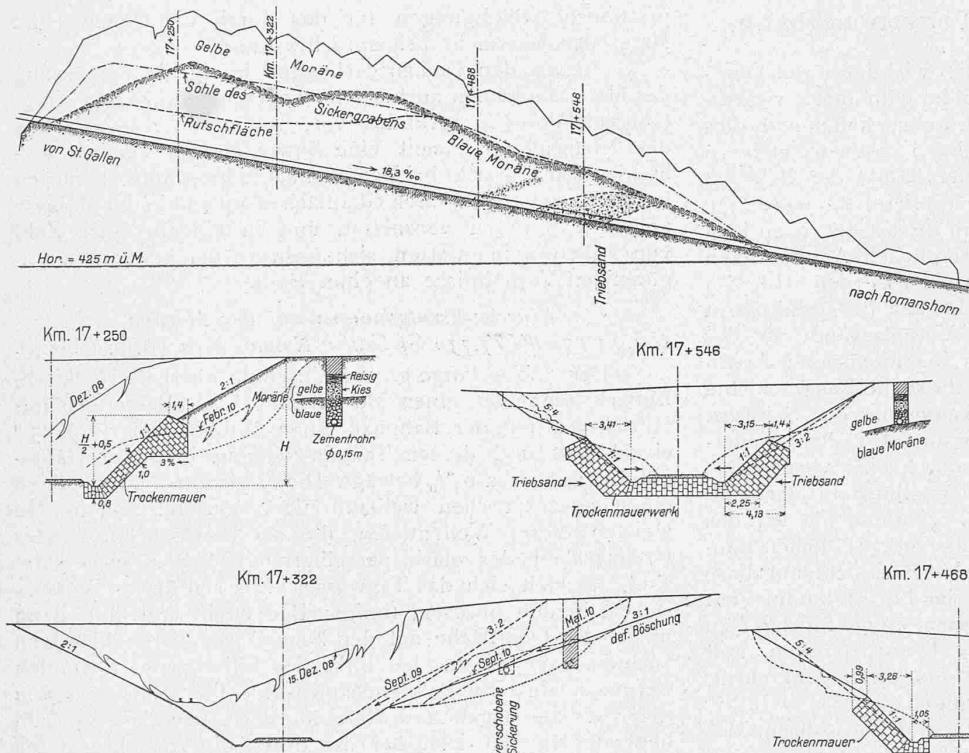 17+250
Km. 17+322
17+468
17+546
Gelbe
Moräne
Sohle des
Sickergrabens
Rutschfläche
Blaue Moräne
von St. Gallen
18,3 ‰
Triebsand
nach Romanshorn
Hor. = 425 m ü. M.
Km. 17+250
Dez. 08
1,4
2:1
Febr. 10
1:1
H/2 + 0,5
3%
1,0
0,8
Trockenmauer
H
Moräne
gelbe
blaue
Reisig
Kies
Zementrohr
Ø 0,15 m
Km. 17+546
5:4
3,41
3,15
1,4
3:2
1:1
Triebsand
Triebsand
2,25
4,13
Trockenmauerwerk
gelbe
blaue Moräne
Km. 17+322
2:1
15. Dez. 08
Sept. 09
3:2
Sept. 10
Mai. 10
3:1
def. Böschung
verschobene
Sickerung
Km. 17+468
5:4
0,99
3,28
1:1
1,05
Trockenmauer